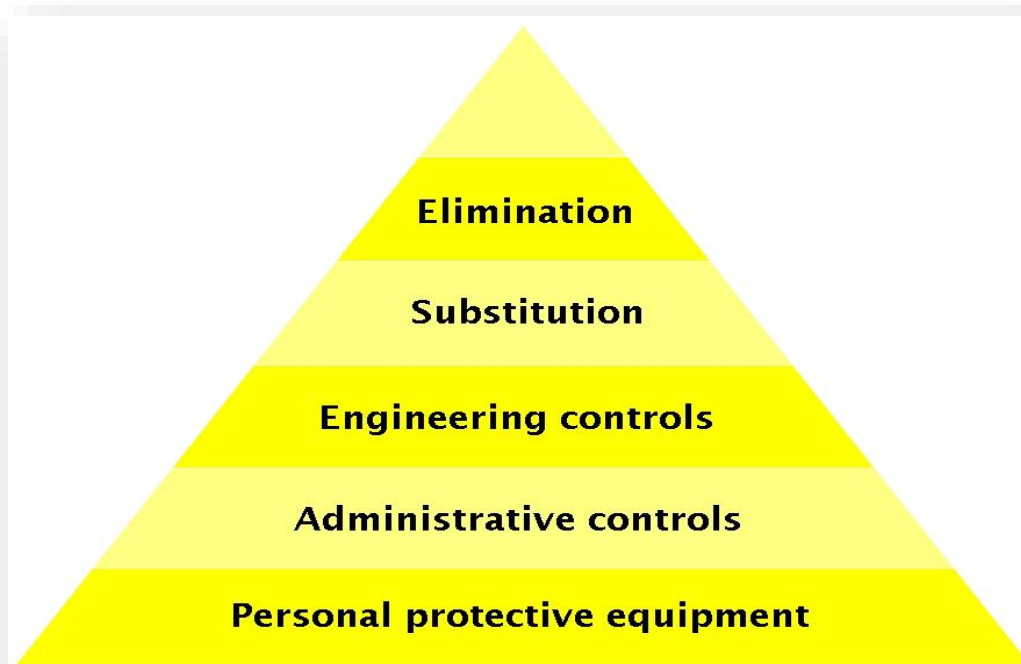 Elimination
Substitution
Engineering controls
Administrative controls
Personal protective equipment